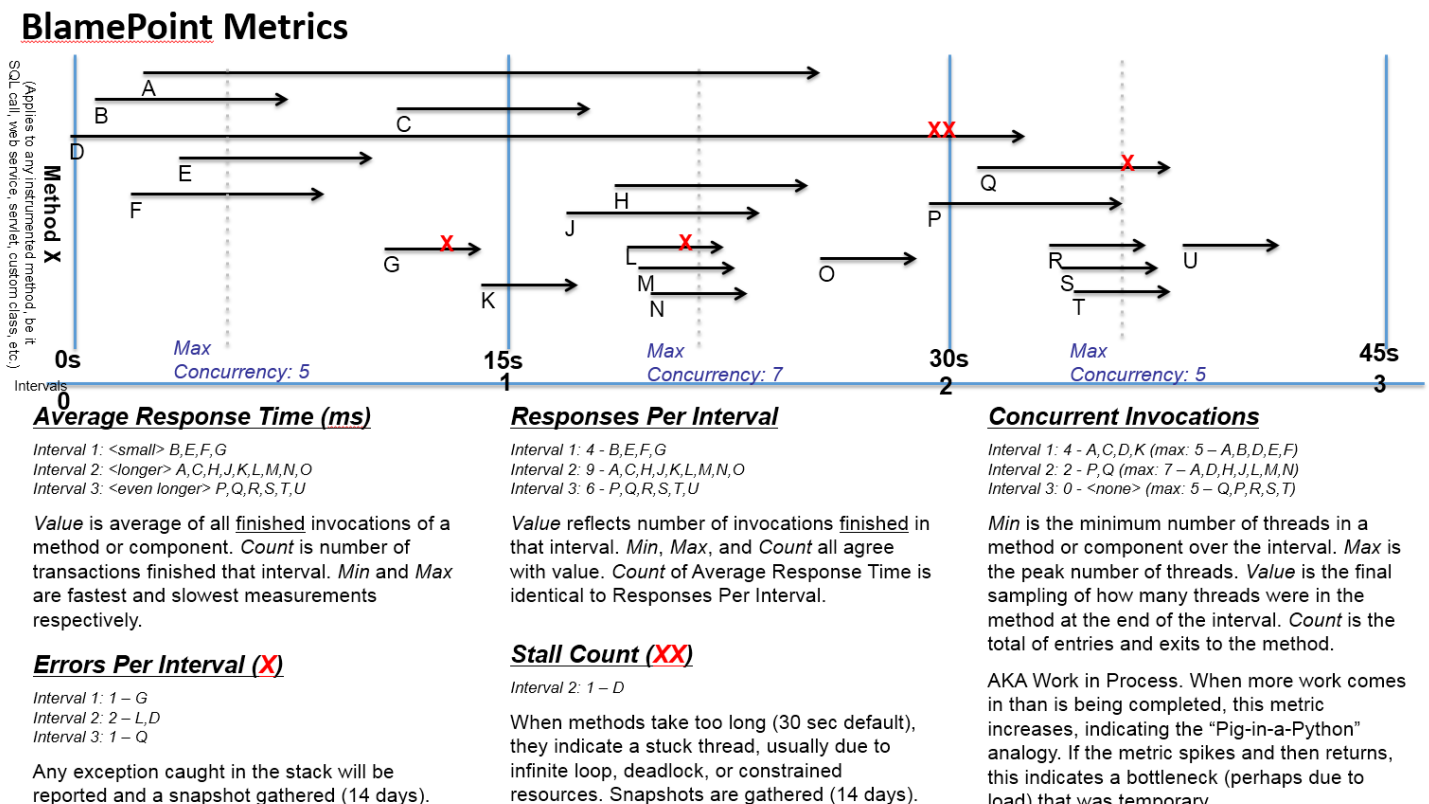 BlamePoint Metrics
(Applies to any instrumented method, be it
SQL call, web service, servlet, custom class, etc.)
Method X
A
B
C
XX
D
E
X
Q
F
H
P
J
X
G
X
L
R
U
O
M
S
K
N
T
0s
Max
Concurrency: 5
15s
Max
Concurrency: 7
30s
Max
Concurrency: 5
45s
Intervals
0
1
2
3
Average Response Time (ms)
Interval 1: <small> B,E,F,G
Interval 2: <longer> A,C,H,J,K,L,M,N,O
Interval 3: <even longer> P,Q,R,S,T,U
Value is average of all finished invocations of a
method or component. Count is number of
transactions finished that interval. Min and Max
are fastest and slowest measurements
respectively.
Errors Per Interval (X)
Interval 1: 1 – G
Interval 2: 2 – L,D
Interval 3: 1 – Q
Any exception caught in the stack will be
reported and a snapshot gathered (14 days).
Responses Per Interval
Interval 1: 4 - B,E,F,G
Interval 2: 9 - A,C,H,J,K,L,M,N,O
Interval 3: 6 - P,Q,R,S,T,U
Value reflects number of invocations finished in
that interval. Min, Max, and Count all agree
with value. Count of Average Response Time is
identical to Responses Per Interval.
Stall Count (XX)
Interval 2: 1 – D
When methods take too long (30 sec default),
they indicate a stuck thread, usually due to
infinite loop, deadlock, or constrained
resources. Snapshots are gathered (14 days).
Concurrent Invocations
Interval 1: 4 - A,C,D,K (max: 5 – A,B,D,E,F)
Interval 2: 2 - P,Q (max: 7 – A,D,H,J,L,M,N)
Interval 3: 0 - <none> (max: 5 – Q,P,R,S,T)
Min is the minimum number of threads in a
method or component over the interval. Max is
the peak number of threads. Value is the final
sampling of how many threads were in the
method at the end of the interval. Count is the
total of entries and exits to the method.
AKA Work in Process. When more work comes
in than is being completed, this metric
increases, indicating the “Pig-in-a-Python”
analogy. If the metric spikes and then returns,
this indicates a bottleneck (perhaps due to
load) that was temporary